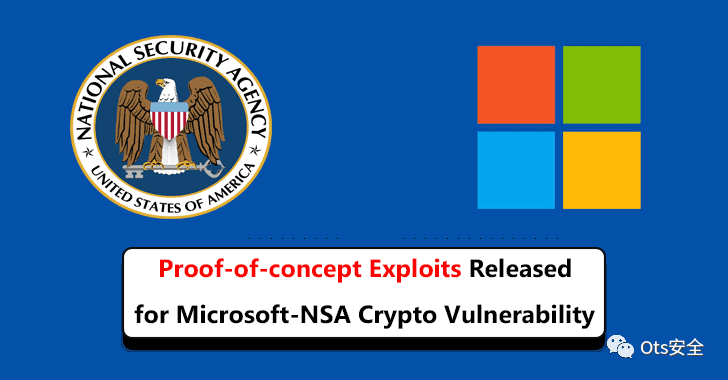 NATIONAL SECURITY AGENCY
UNITED STATES OF AMERICA
Proof-of-concept Exploits Released
for Microsoft-NSA Crypto Vulnerability
Ots安全